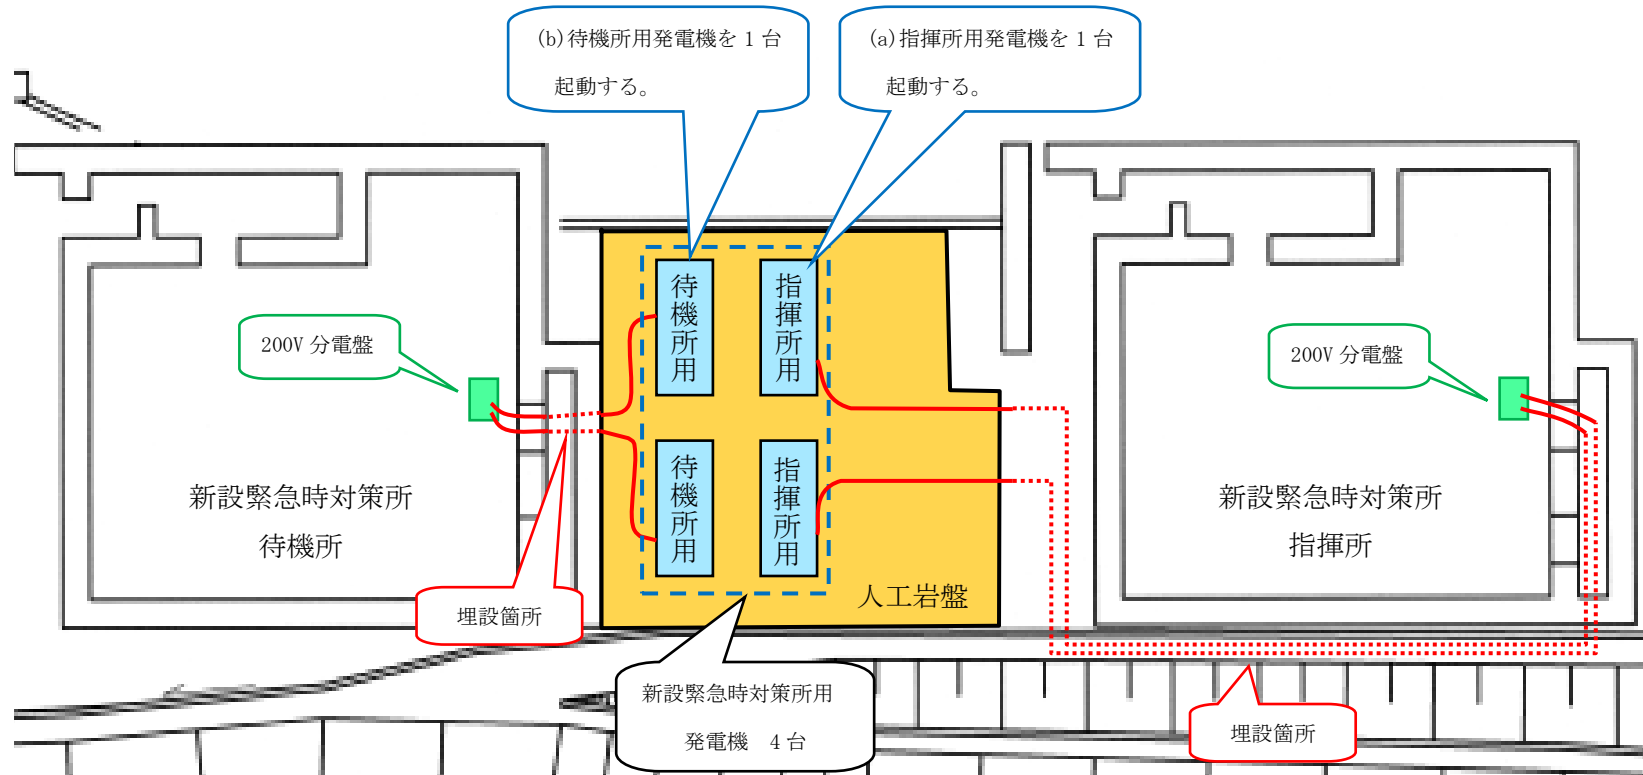 (b)待機所用発電機を1台
起動する。
(a)指揮所用発電機を1台
起動する。
待機所用
指揮所用
200V 分電盤
200V 分電盤
待機所用
指揮所用
新設緊急時対策所
待機所
新設緊急時対策所
指揮所
人工岩盤
埋設箇所
新設緊急時対策所用
発電機　4台
埋設箇所